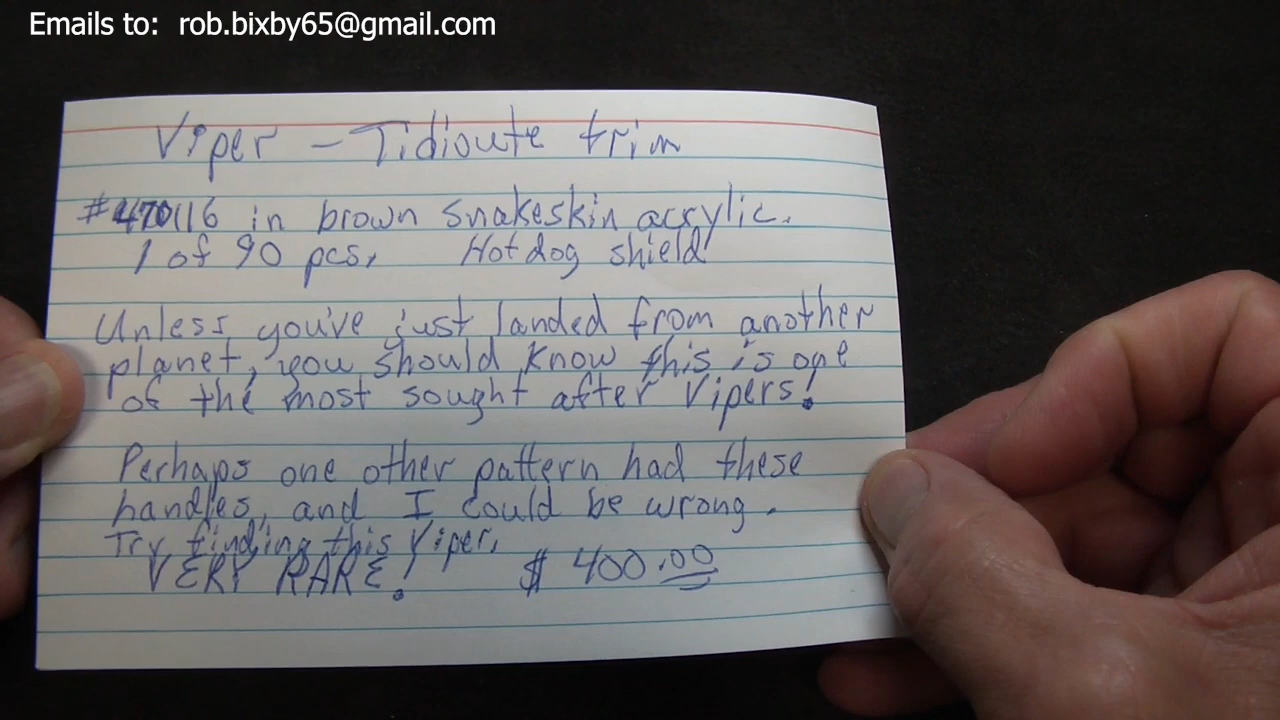 Emails to: rob.bixby65@gmail.com
Viper - Tidioute trim
#470116 in brown snakeskin acrylic.
1 of 90 pcs. Hotdog shield
Unless you've just landed from another
planet, you should know this is one
of the most sought after Vipers!
Perhaps one other pattern had these
handles, and I could be wrong.
Try finding this Viper.
VERY RARE! $400.00